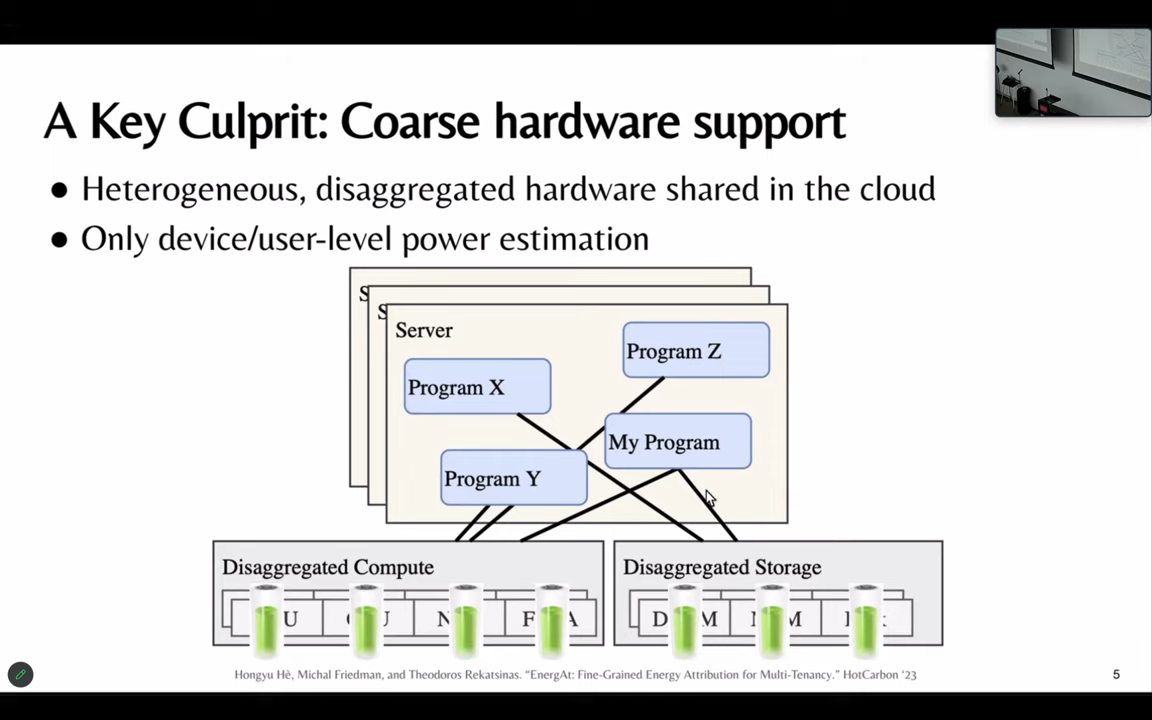 A Key Culprit: Coarse hardware support
● Heterogeneous, disaggregated hardware shared in the cloud
● Only device/user-level power estimation
S
S
Server
Program Z
Program X
My Program
Program Y
Disaggregated Compute
Disaggregated Storage
Hongyu Hè, Michal Friedman, and Theodoros Rekatsinas. “EnergAt: Fine-Grained Energy Attribution for Multi-Tenancy.” HotCarbon ‘23
5